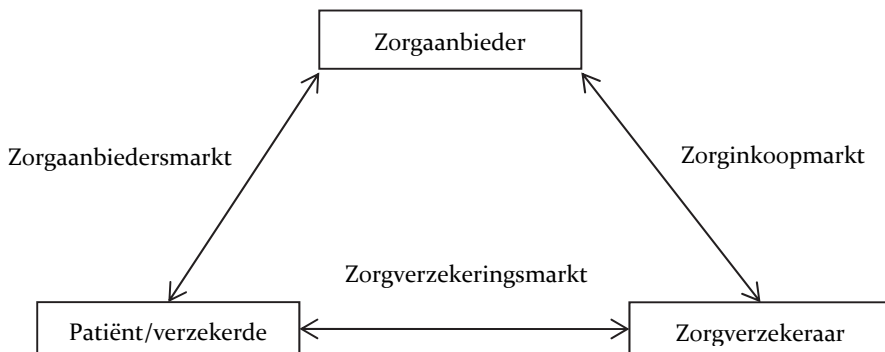 Zorgaanbieder
Zorgaanbiedersmarkt
Zorginkoopmarkt
Zorgverzekeringsmarkt
Patiënt/verzekerde
Zorgverzekeraar